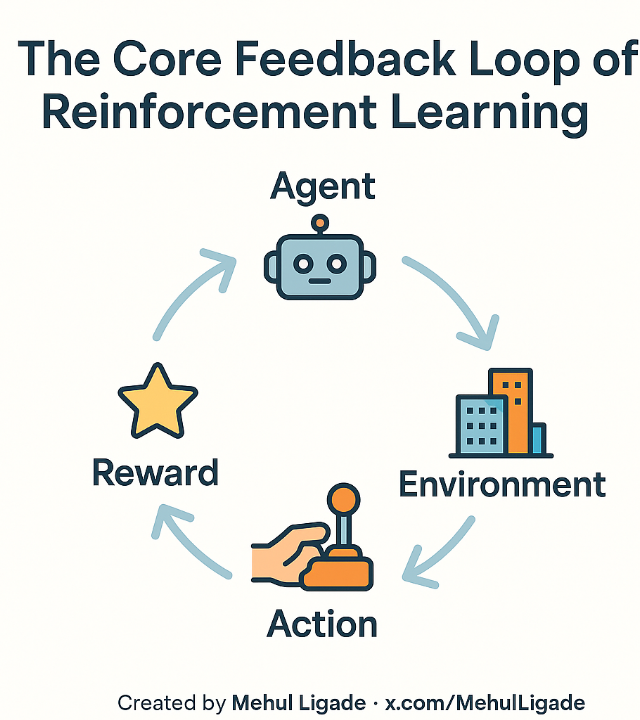 The Core Feedback Loop of
Reinforcement Learning
Agent
Reward
Environment
Action
Created by Mehul Ligade · x.com/MehulLigade